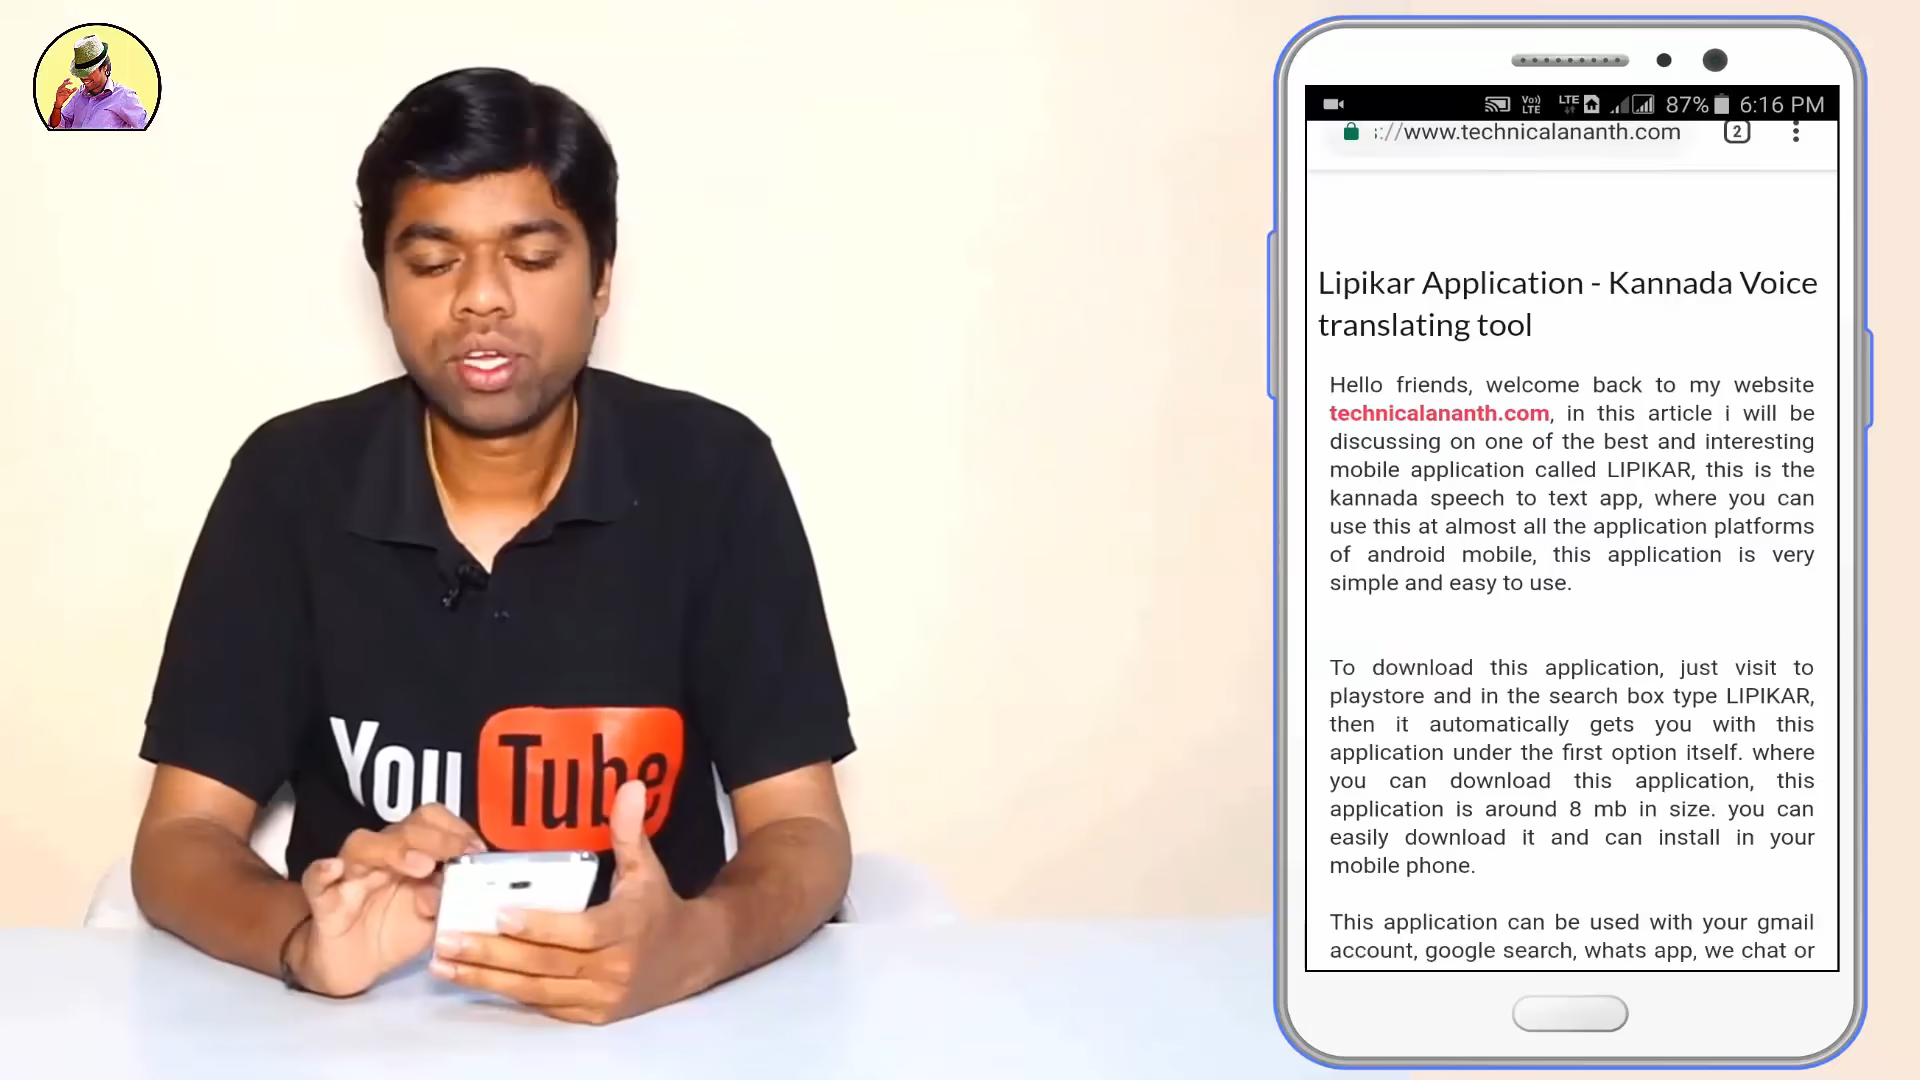 You Tube
Vo))
LTE
LTE
87%
6:16 PM
://www.technicalananth.com
2
Lipikar Application - Kannada Voice
translating tool
Hello friends, welcome back to my website
technicalananth.com, in this article i will be
discussing on one of the best and interesting
mobile application called LIPIKAR, this is the
kannada speech to text app, where you can
use this at almost all the application platforms
of android mobile, this application is very
simple and easy to use.
To download this application, just visit to
playstore and in the search box type LIPIKAR,
then it automatically gets you with this
application under the first option itself. where
you can download this application, this
application is around 8 mb in size. you can
easily download it and can install in your
mobile phone.
This application can be used with your gmail
account, google search, whats app, we chat or